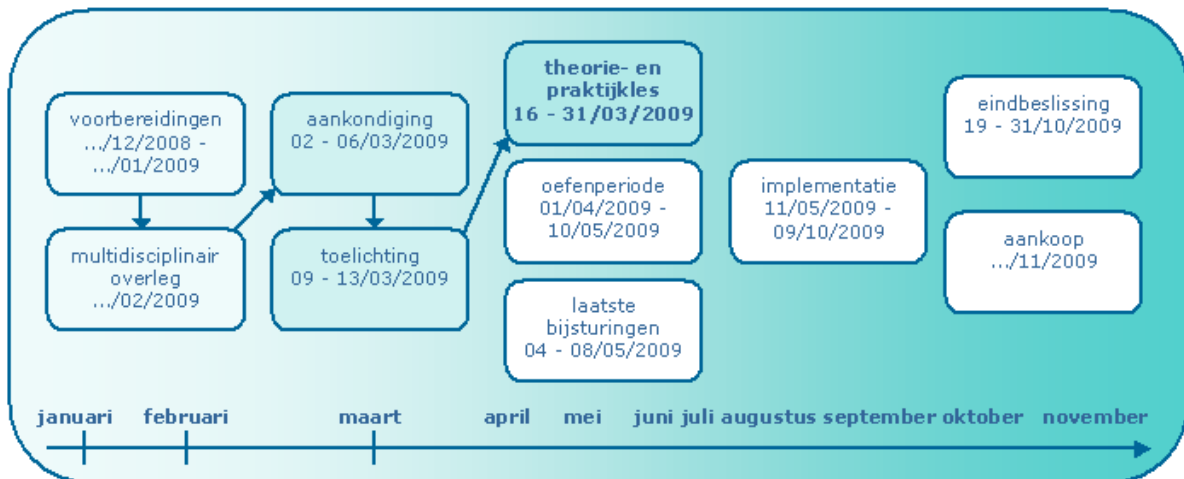 voorbereidingen
.../12/2008 -
.../01/2009
multidisciplinair
overleg
.../02/2009
aankondiging
02 - 06/03/2009
toelichting
09 - 13/03/2009
theorie- en
praktijkles
16 - 31/03/2009
oefenperiode
01/04/2009 -
10/05/2009
laatste
bijsturingen
04 - 08/05/2009
implementatie
11/05/2009 -
09/10/2009
eindbeslissing
19 - 31/10/2009
aankoop
.../11/2009
januari februari maart april mei juni juli augustus september oktober november